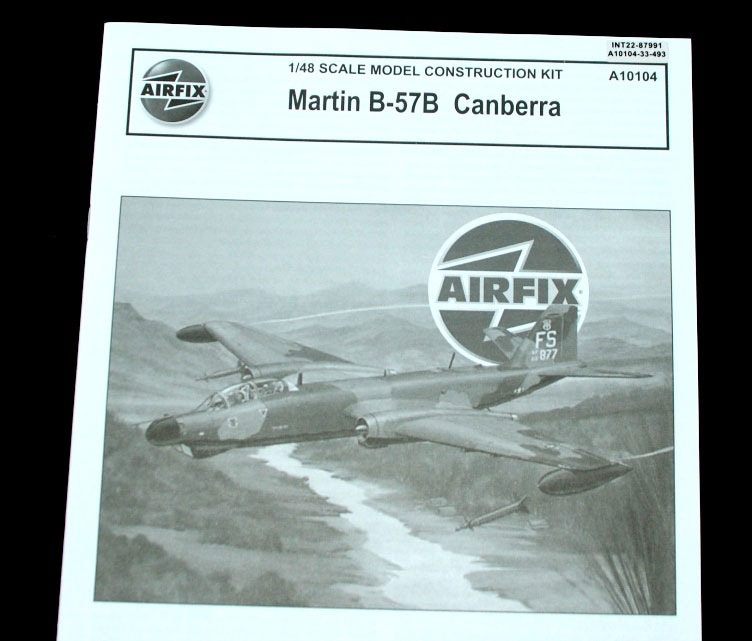 INT22-87991
A10104-33-493
AIRFIX
1/48 SCALE MODEL CONSTRUCTION KIT
A10104
Martin B-57B Canberra
AIRFIX
FS
877